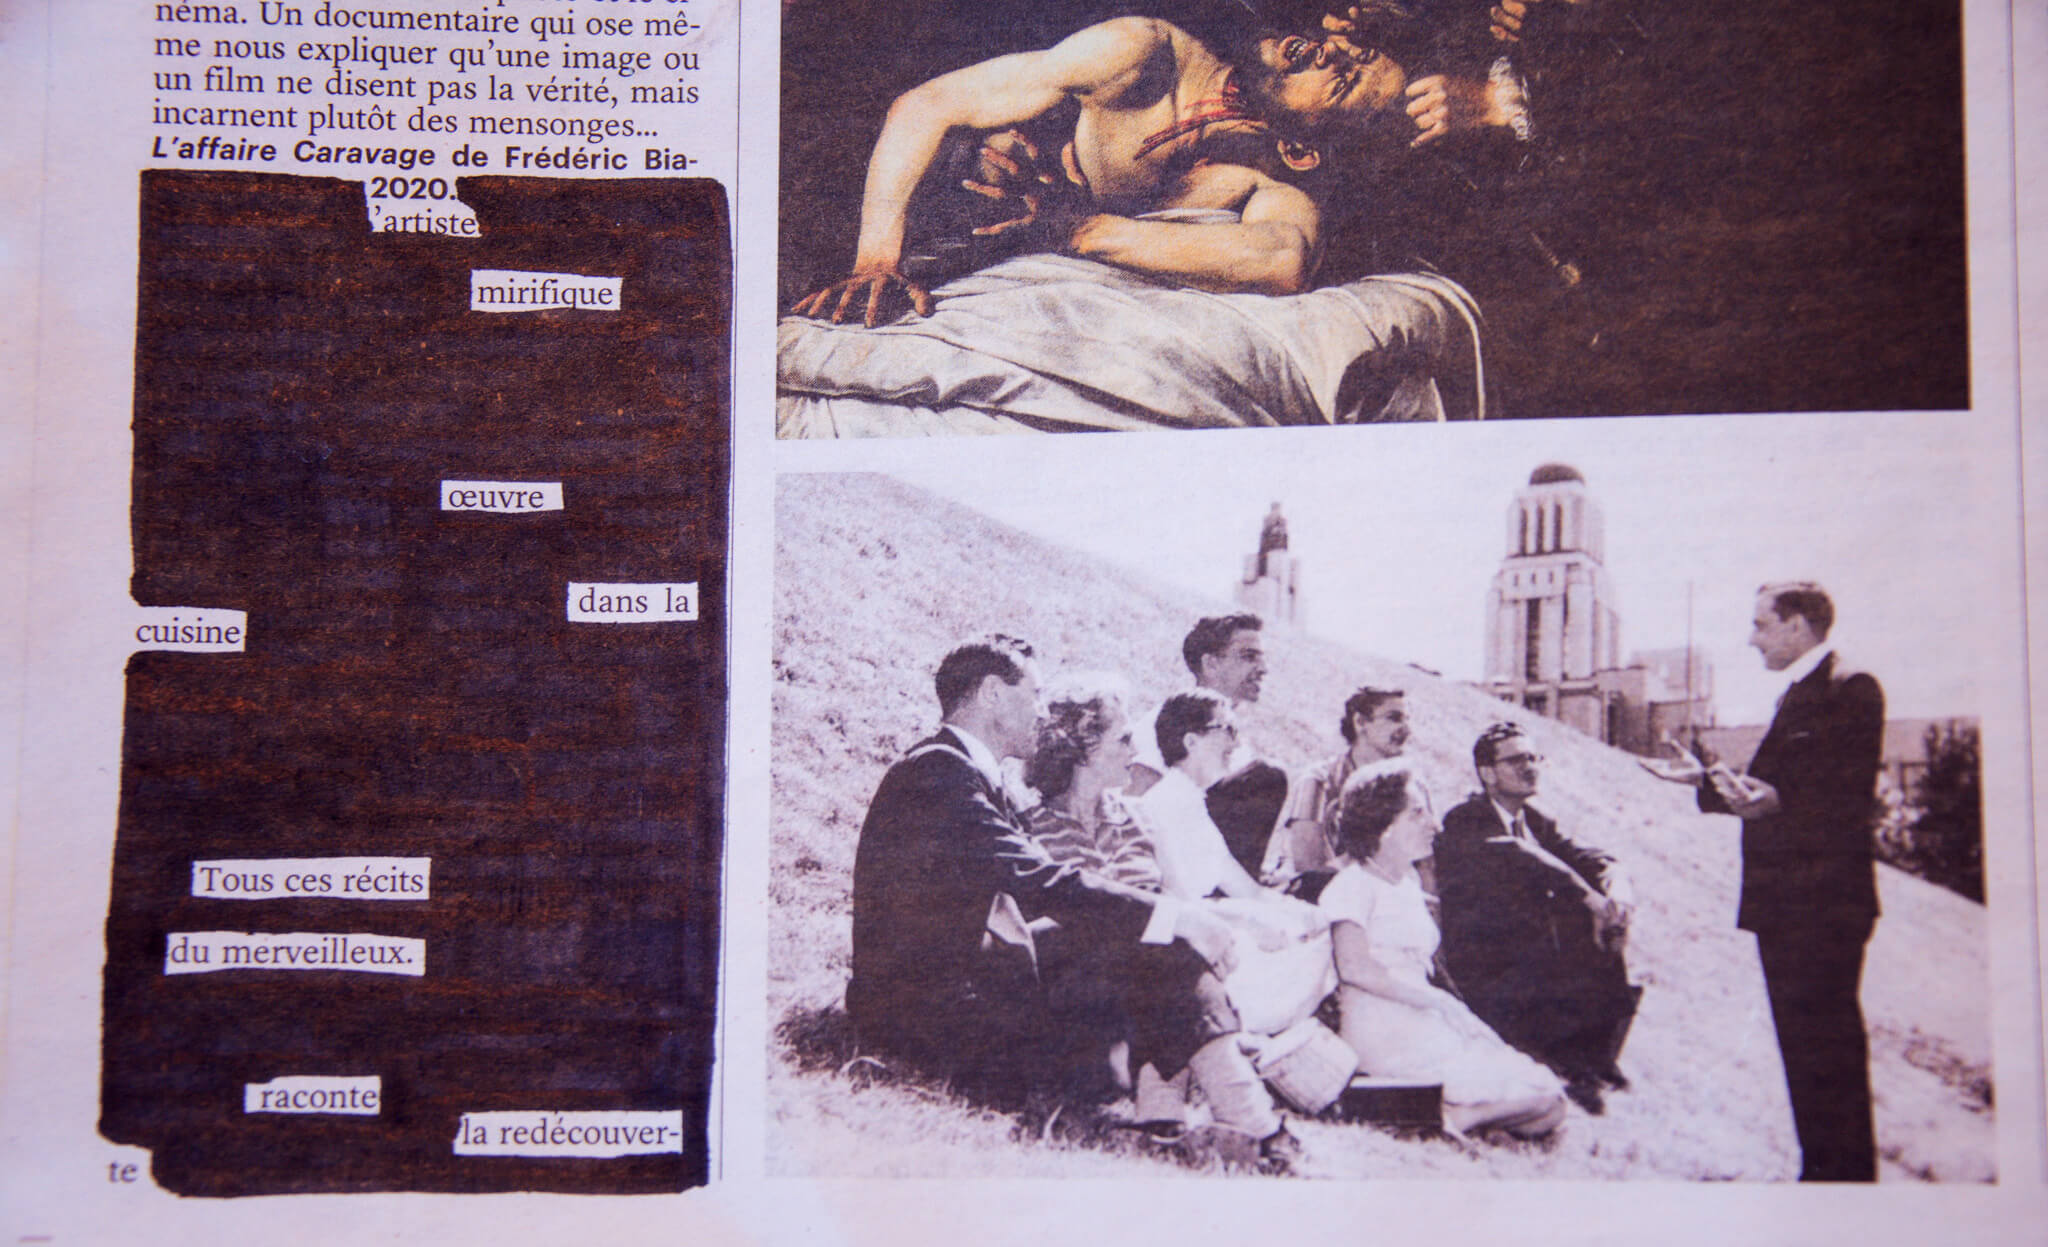 néma. Un documentaire qui ose mê-
me nous expliquer qu’une image ou
un film ne disent pas la vérité, mais
incarnent plutôt des mensonges...
L’affaire Caravage de Frédéric Bia-
2020.
l’artiste
mirifique
œuvre
dans la
cuisine
Tous ces récits
du merveilleux.
raconte
la redécouver-
te